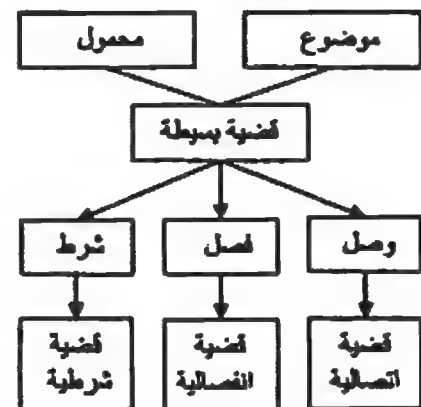 موضوع
محمول
قضية بسيطة
وصل
فصل
شرط
قضية
اتصالية
قضية
انفصالية
قضية
شرطية